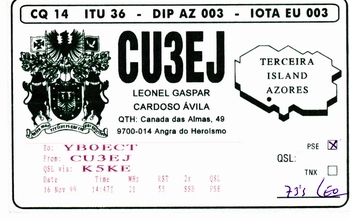 CQ 14 ITU 36 - DIP AZ 003 - IOTA EU 003
CU3EJ
LEONEL GASPAR
CARDOSO ÁVILA
QTH: Canada das Almas, 49
9700-014 Angra do Heroísmo
TERCEIRA
ISLAND
AZORES
To: YB0ECT
From: CU3EJ
QSL via: K5KE
Date Time MHz RST 2x QSL
16 Nov 99 14:47Z 21 55 SSB PSE
PSE
QSL:
TNX
73's Leo